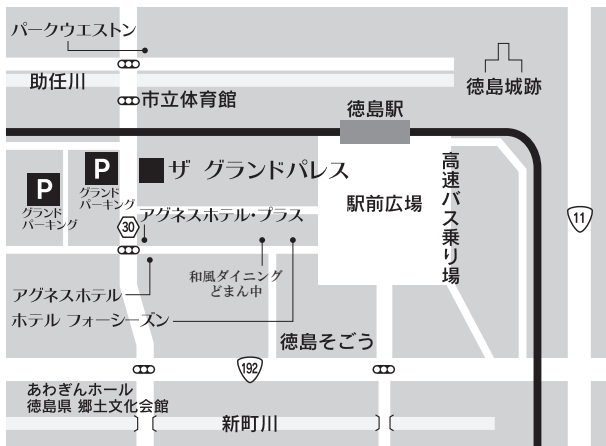 パークウエストン
助任川
市立体育館
徳島城跡
徳島駅
P
グランド
パーキング
P
グランド
パーキング
ザ グランドパレス
駅前広場
高速バス乗り場
11
30
アグネスホテル・プラス
アグネスホテル
和風ダイニング
どまん中
ホテル フォーシーズン
徳島そごう
192
あわぎんホール
徳島県 郷土文化会館
新町川